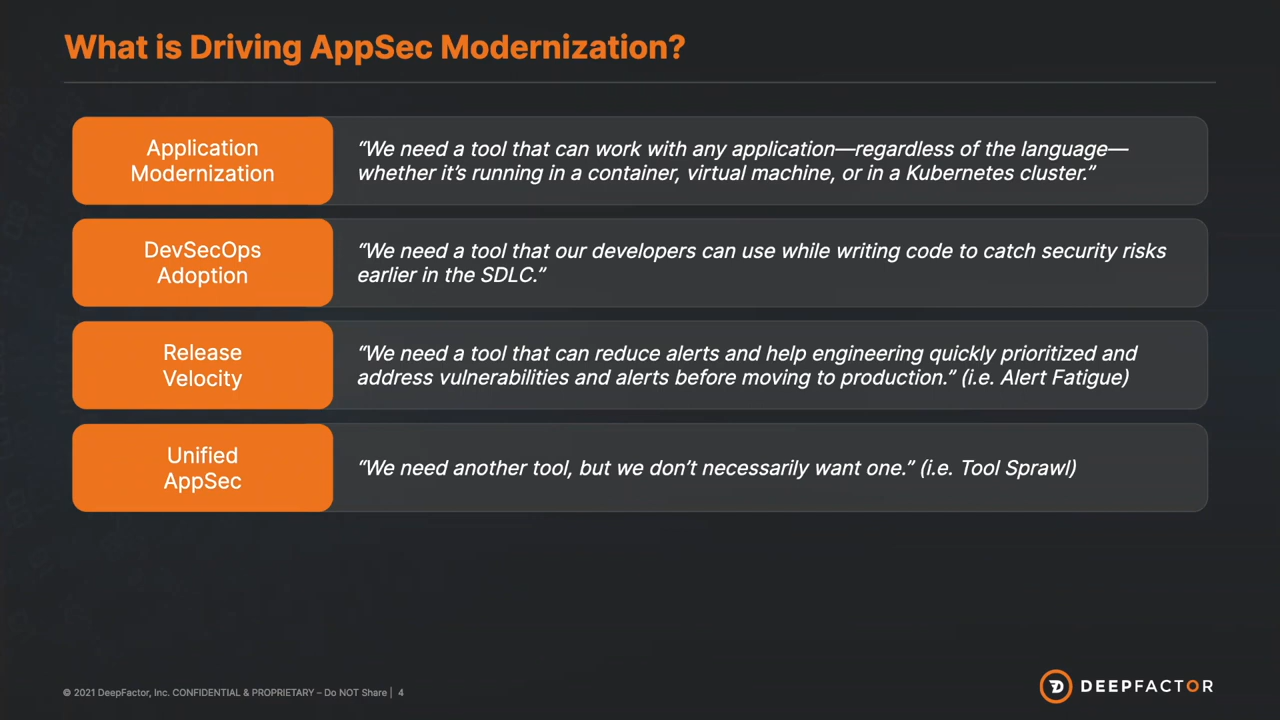 What is Driving AppSec Modernization?
Application
Modernization
“We need a tool that can work with any application—regardless of the language—
whether it’s running in a container, virtual machine, or in a Kubernetes cluster.”
DevSecOps
Adoption
“We need a tool that our developers can use while writing code to catch security risks
earlier in the SDLC.”
Release
Velocity
“We need a tool that can reduce alerts and help engineering quickly prioritized and
address vulnerabilities and alerts before moving to production.” (i.e. Alert Fatigue)
Unified
AppSec
“We need another tool, but we don’t necessarily want one.” (i.e. Tool Sprawl)
© 2021 DeepFactor, Inc. CONFIDENTIAL & PROPRIETARY – Do NOT Share | 4
DEEPFACTOR